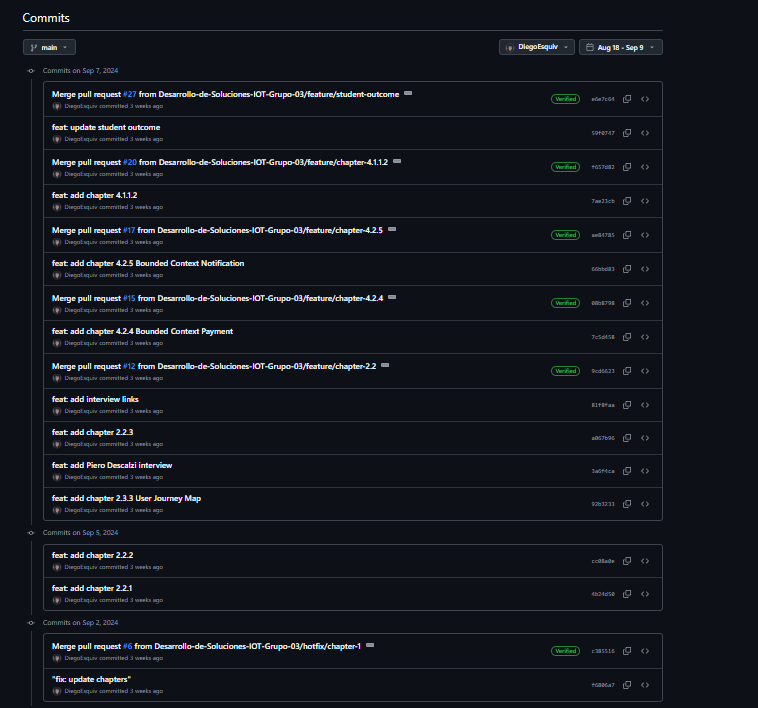 Commits
main
DiegoEsquiv
Aug 18 - Sep 9
Commits on Sep 7, 2024
Merge pull request #27 from Desarrollo-de-Soluciones-IOT-Grupo-03/feature/student-outcome
Verified
e6e7c64
DiegoEsquiv committed 3 weeks ago
feat: update student outcome
59f0747
DiegoEsquiv committed 3 weeks ago
Merge pull request #20 from Desarrollo-de-Soluciones-IOT-Grupo-03/feature/chapter-4.1.1.2
Verified
f657d82
DiegoEsquiv committed 3 weeks ago
feat: add chapter 4.1.1.2
7ae23cb
DiegoEsquiv committed 3 weeks ago
Merge pull request #17 from Desarrollo-de-Soluciones-IOT-Grupo-03/feature/chapter-4.2.5
Verified
ae84785
DiegoEsquiv committed 3 weeks ago
feat: add chapter 4.2.5 Bounded Context Notification
66bbd83
DiegoEsquiv committed 3 weeks ago
Merge pull request #15 from Desarrollo-de-Soluciones-IOT-Grupo-03/feature/chapter-4.2.4
Verified
08b8798
DiegoEsquiv committed 3 weeks ago
feat: add chapter 4.2.4 Bounded Context Payment
7c5d458
DiegoEsquiv committed 3 weeks ago
Merge pull request #12 from Desarrollo-de-Soluciones-IOT-Grupo-03/feature/chapter-2.2
Verified
9cd6623
DiegoEsquiv committed 3 weeks ago
feat: add interview links
81f0faa
DiegoEsquiv committed 3 weeks ago
feat: add chapter 2.2.3
a067b96
DiegoEsquiv committed 3 weeks ago
feat: add Piero Descalzi interview
3a6f4ca
DiegoEsquiv committed 3 weeks ago
feat: add chapter 2.3.3 User Journey Map
92b3233
DiegoEsquiv committed 3 weeks ago
Commits on Sep 5, 2024
feat: add chapter 2.2.2
cc08a0e
DiegoEsquiv committed 3 weeks ago
feat: add chapter 2.2.1
4b24d50
DiegoEsquiv committed 3 weeks ago
Commits on Sep 2, 2024
Merge pull request #6 from Desarrollo-de-Soluciones-IOT-Grupo-03/hotfix/chapter-1
Verified
c385516
DiegoEsquiv committed 3 weeks ago
"fix: update chapters"
f6806a7
DiegoEsquiv committed 3 weeks ago